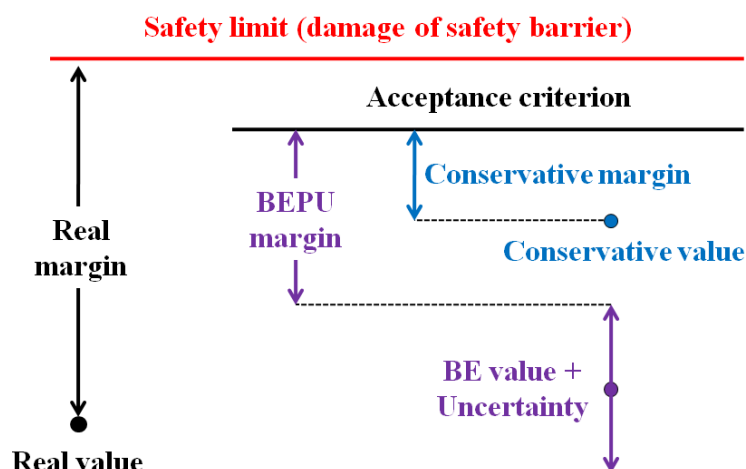 Safety limit (damage of safety barrier)
Acceptance criterion
Conservative margin
BEPU
margin
Real
margin
Conservative value
BE value +
Uncertainty
Real value